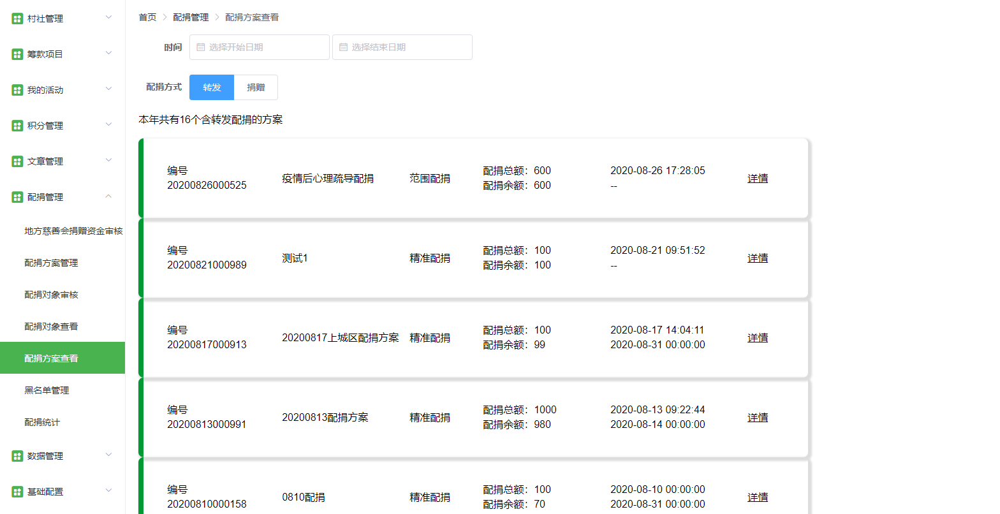 村社管理
筹款项目
我的活动
积分管理
文章管理
配捐管理
地方慈善会捐赠资金审核
配捐方案管理
配捐对象审核
配捐对象查看
配捐方案查看
黑名单管理
配捐统计
数据管理
基础配置
首页 配捐管理 配捐方案查看
时间 选择开始日期 选择结束日期
配捐方式 转发 捐赠
本年共有16个含转发配捐的方案
编号
20200826000525
疫情后心理疏导配捐
范围配捐
配捐总额：600
配捐余额：600
2020-08-26 17:28:05
--
详情
编号
20200821000989
测试1
精准配捐
配捐总额：100
配捐余额：100
2020-08-21 09:51:52
--
详情
编号
20200817000913
20200817上城区配捐方案
精准配捐
配捐总额：100
配捐余额：99
2020-08-17 14:04:11
2020-08-31 00:00:00
详情
编号
20200813000991
20200813配捐方案
精准配捐
配捐总额：1000
配捐余额：980
2020-08-13 09:22:44
2020-08-14 00:00:00
详情
编号
20200810000158
0810配捐
精准配捐
配捐总额：100
配捐余额：70
2020-08-10 00:00:00
2020-08-31 00:00:00
详情